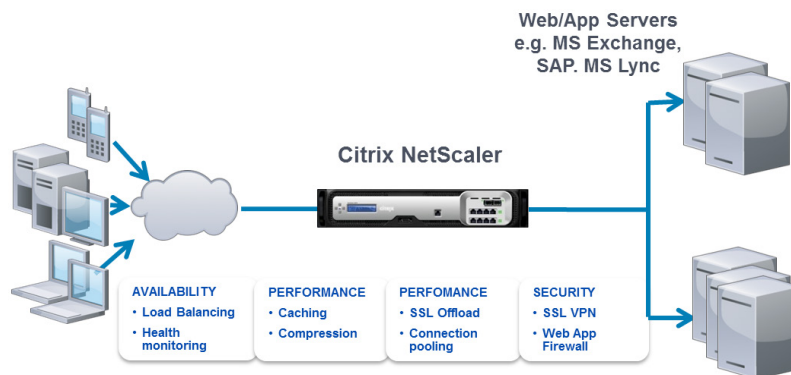 Web/App Servers
e.g. MS Exchange,
SAP. MS Lync
Citrix NetScaler
AVAILABILITY
• Load Balancing
• Health
monitoring
PERFORMANCE
• Caching
• Compression
PERFOMANCE
• SSL Offload
• Connection
pooling
SECURITY
• SSL VPN
• Web App
Firewall